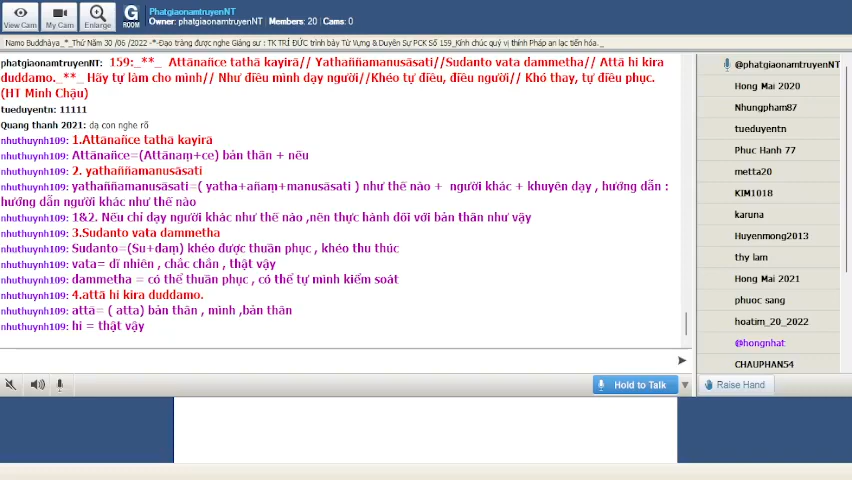 PhatgiaonamtruyenNT
Owner: phatgiaonamtruyenNT | Members: 20 | Cams: 0
View Cam
My Cam
Enlarge
G
ROOM
Namo Buddhàya_*_Thứ Năm 30 /06 /2022 -*-Đạo tràng được nghe Giảng sư : TK TRÍ ĐỨC trình bày Từ Vựng &Duyên Sự PCK Số 159_Kính chúc quý vị thính Pháp an lạc tiến hóa._
phatgiaonamtruyenNT: 159:_**_ Attānañce tathā kayirā// Yathaññamanusāsati//Sudanto vata dammetha// Attā hi kira
duddamo._**_ Hãy tự làm cho mình// Như điều mình dạy người//Khéo tự điều, điều người// Khó thay, tự điều phục.
(HT Minh Châu)
tueduyentn: 11111
Quang thanh 2021: dạ con nghe rõ
nhuthuynh109: 1.Attānañce tathā kayirā
nhuthuynh109: Attānañce=(Attānaṃ+ce) bản thân + nếu
nhuthuynh109: 2. yathaññamanusāsati
nhuthuynh109: yathaññamanusāsati=( yatha+añaṃ+manusāsati ) như thế nào + người khác + khuyên dạy , hướng dẫn :
hướng dẫn người khác như thế nào
nhuthuynh109: 1&2. Nếu chỉ dạy người khác như thế nào ,nên thực hành đối với bản thân như vậy
nhuthuynh109: 3.Sudanto vata dammetha
nhuthuynh109: Sudanto=(Su+daṃ) khéo được thuần phục , khéo thu thúc
nhuthuynh109: vata= dĩ nhiên , chắc chắn , thật vậy
nhuthuynh109: dammetha = có thể thuần phục , có thể tự mình kiểm soát
nhuthuynh109: 4.attā hi kira duddamo.
nhuthuynh109: attā= ( atta) bản thân , mình ,bản thân
nhuthuynh109: hi = thật vậy
@phatgiaonamtruyenNT
Hong Mai 2020
Nhungpham87
tueduyentn
Phuc Hanh 77
metta20
KIM1018
karuna
Huyenmong2013
thy lam
Hong Mai 2021
phuoc sang
hoatim_20_2022
@hongnhat
CHAUPHAN54
Hold to Talk
Raise Hand